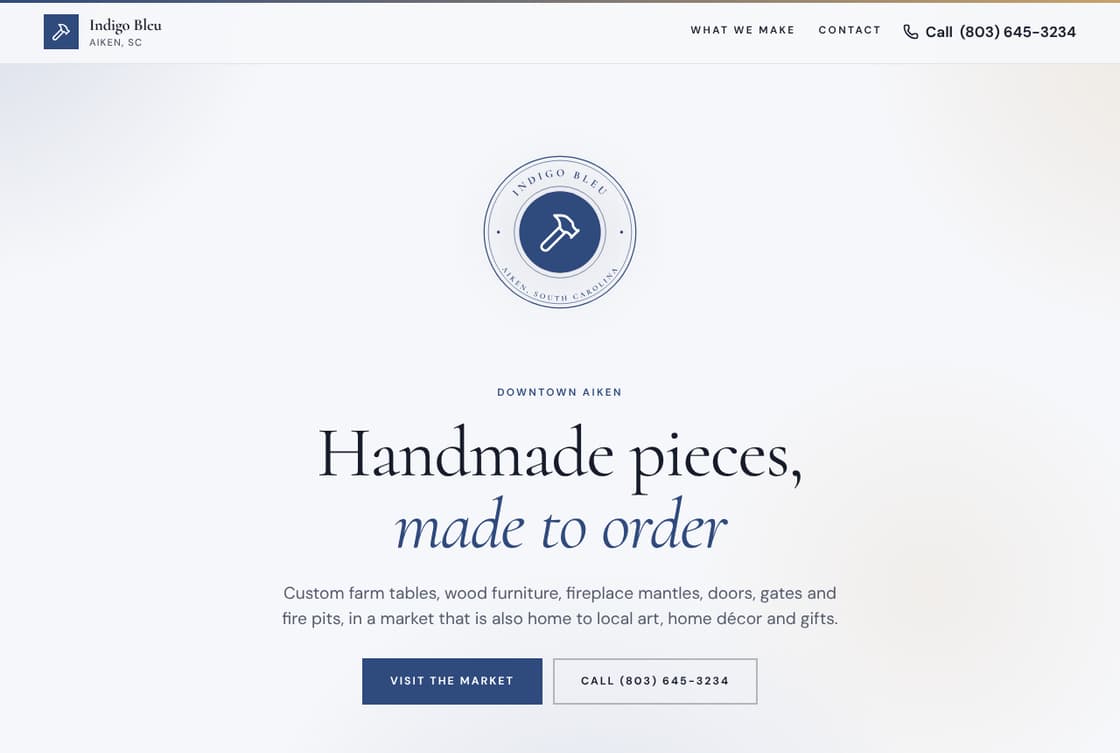 Indigo Bleu
AIKEN, SC
WHAT WE MAKE
CONTACT
Call (803) 645-3234
INDIGO BLEU
AIKEN, SOUTH CAROLINA
DOWNTOWN AIKEN
Handmade pieces,
made to order
Custom farm tables, wood furniture, fireplace mantles, doors, gates and
fire pits, in a market that is also home to local art, home décor and gifts.
VISIT THE MARKET
CALL (803) 645-3234